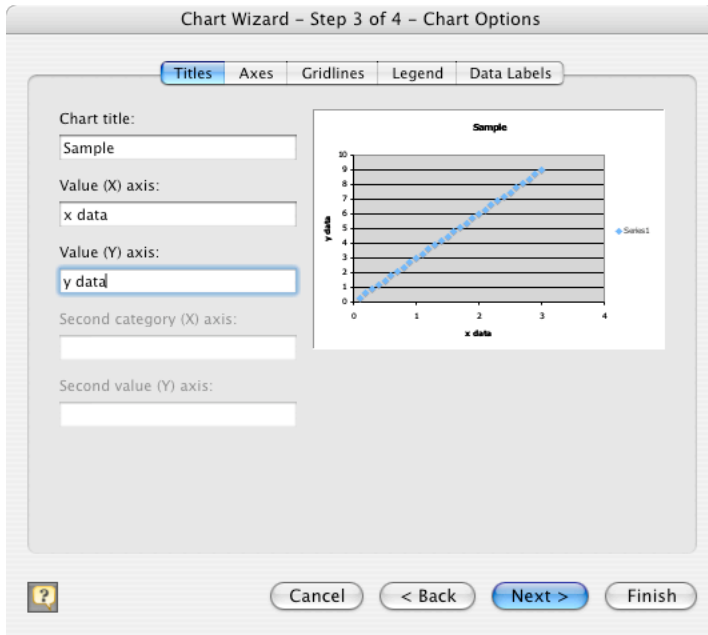 Chart Wizard – Step 3 of 4 – Chart Options
Titles Axes Gridlines Legend Data Labels
Chart title:
Sample
Value (X) axis:
x data
Value (Y) axis:
y data
Second category (X) axis:
Second value (Y) axis:
Sample
10
9
8
7
6
5
4
3
2
1
0
y data
0 1 2 3 4
x data
Series1
?
Cancel < Back Next > Finish